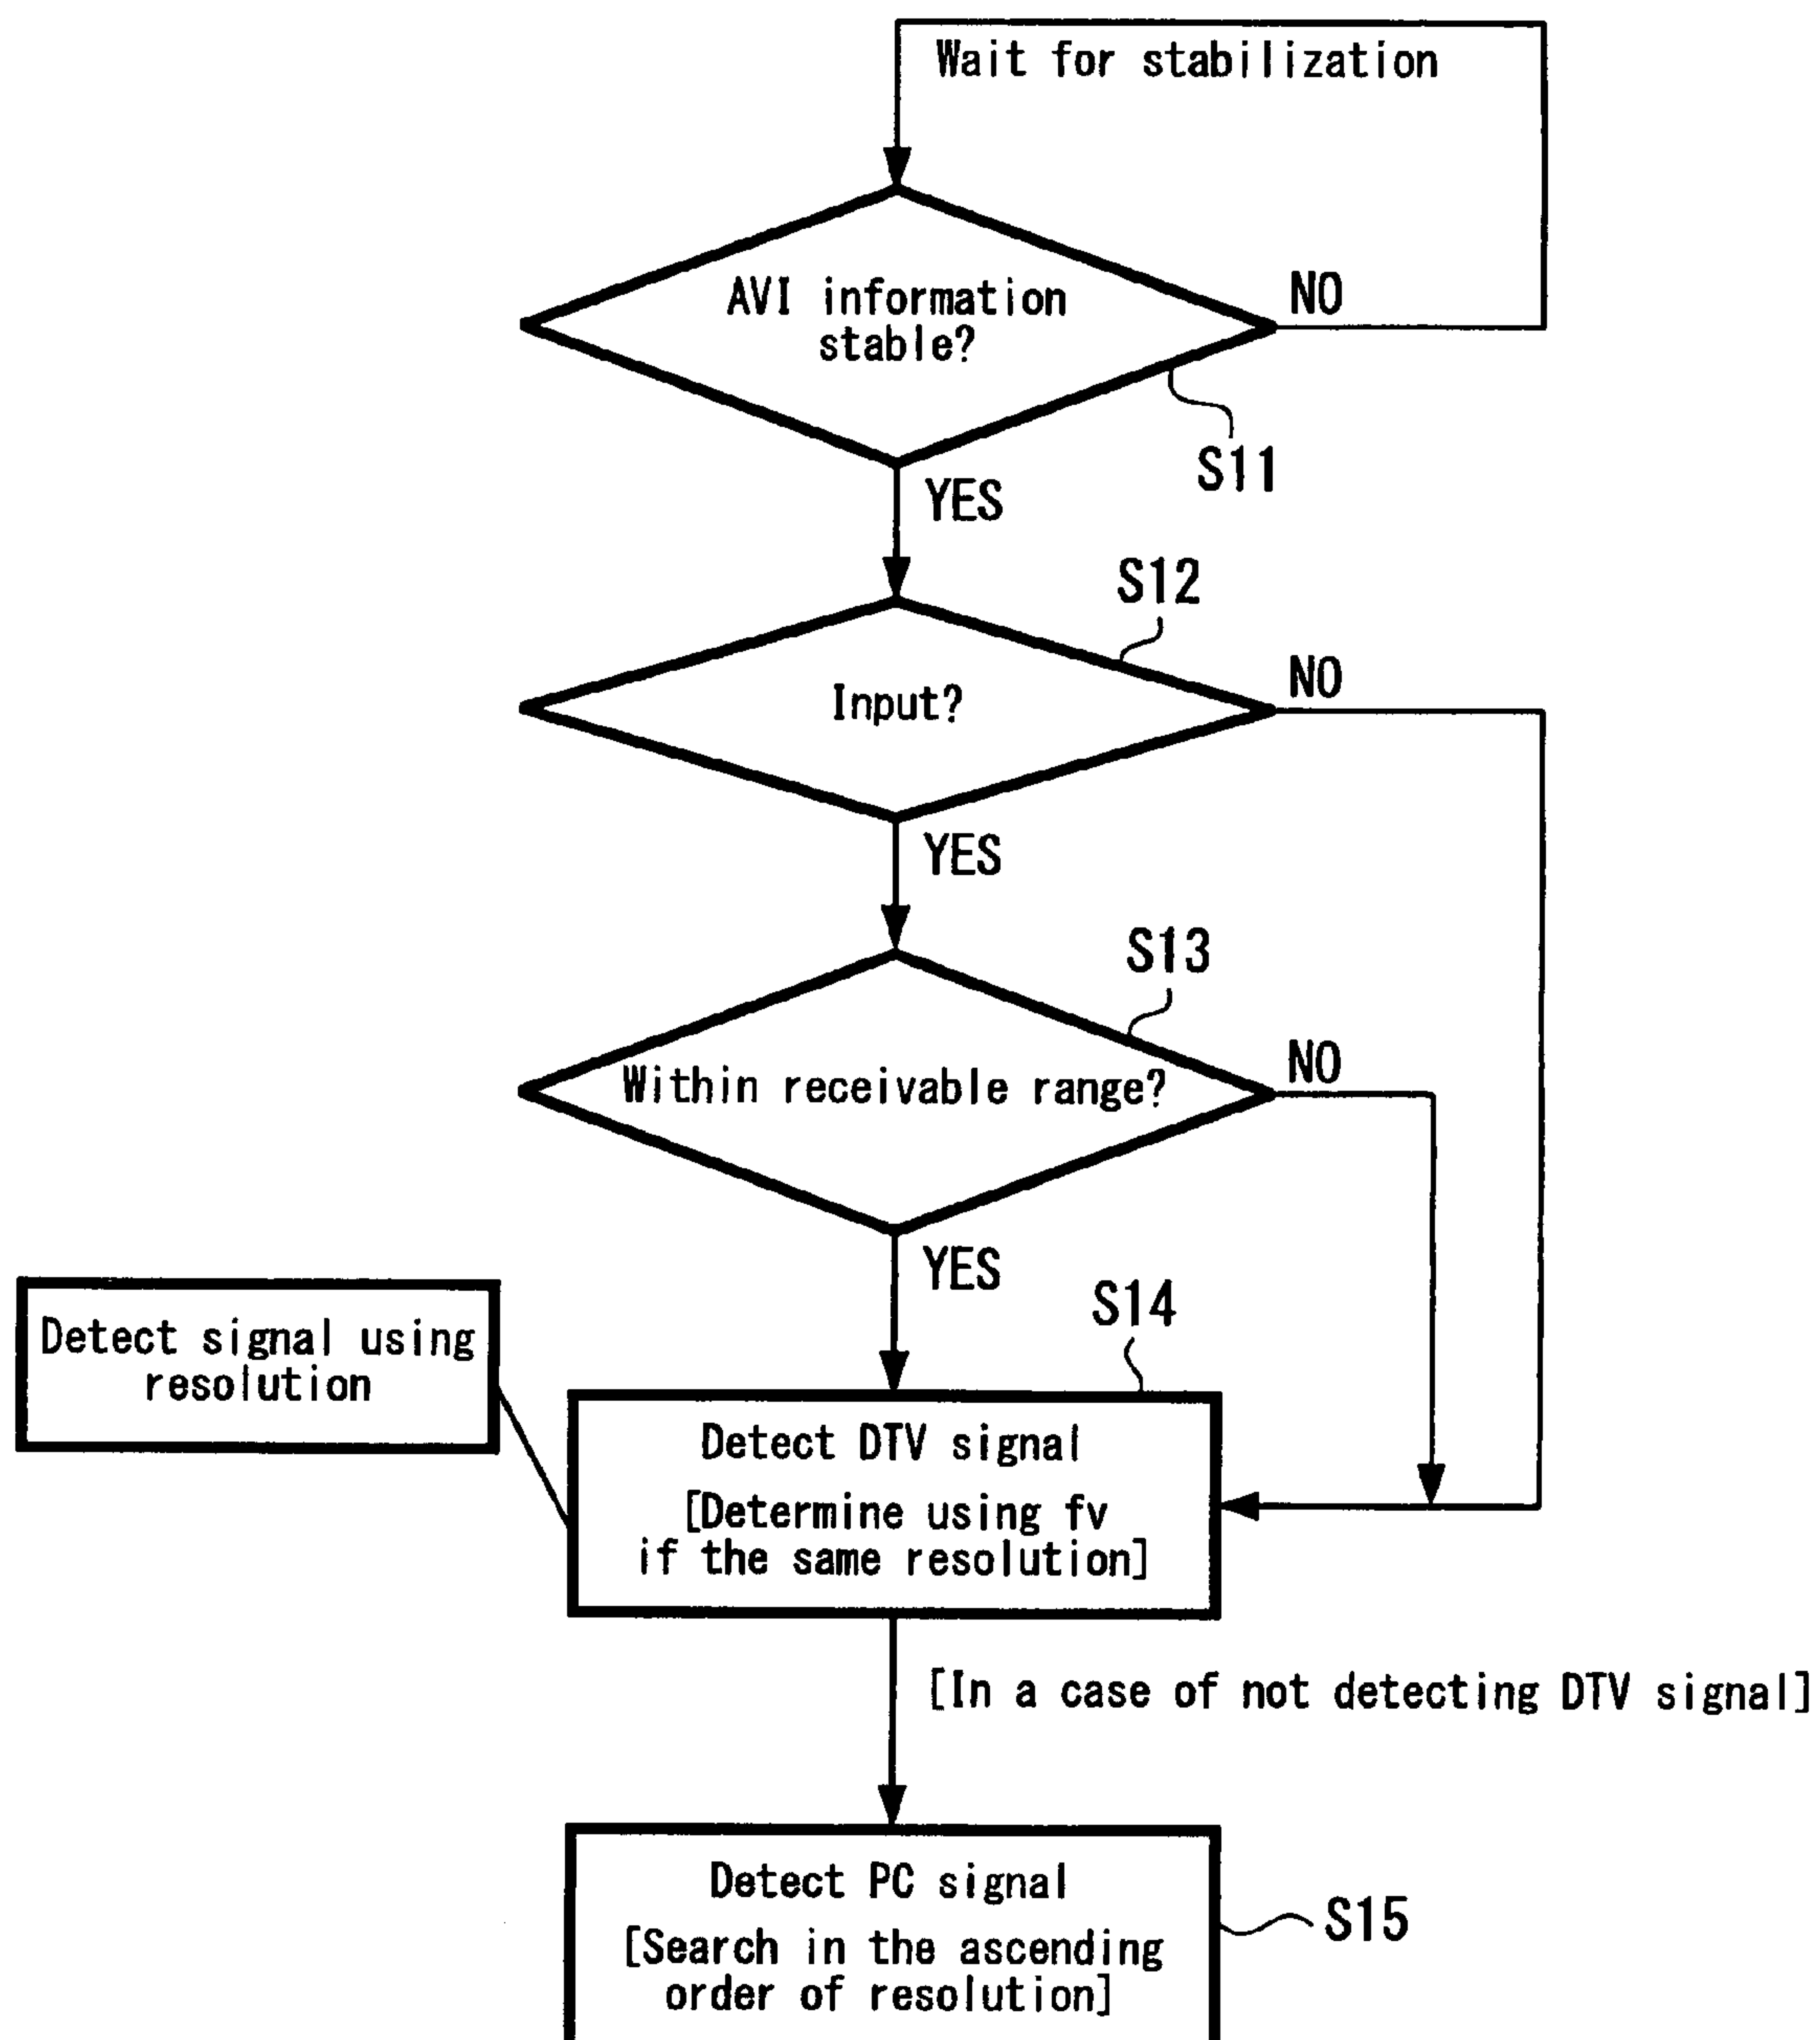 Wait for stabilization
AVI information
stable?
NO
S11
YES
S12
Input?
NO
YES
S13
Within receivable range?
NO
YES
S14
Detect signal using
resolution
Detect DTV signal
[Determine using fv
if the same resolution]
[In a case of not detecting DTV signal]
Detect PC signal
[Search in the ascending
order of resolution]
S15